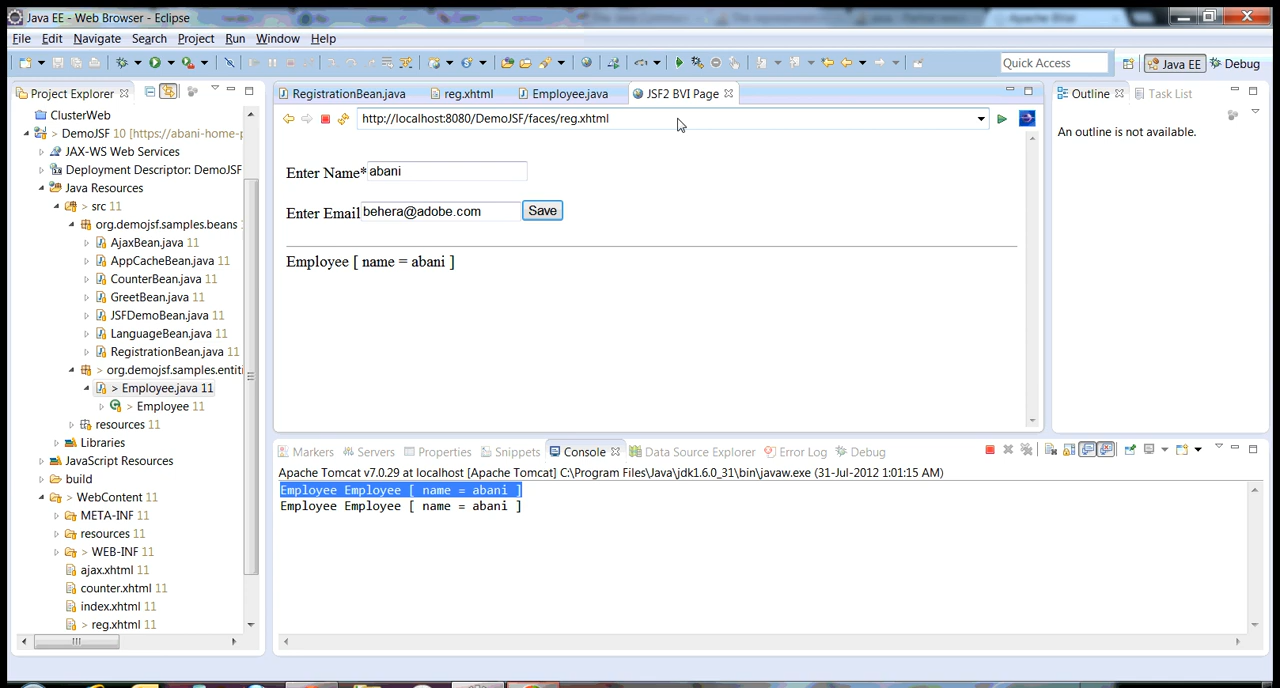 Java EE - Web Browser - Eclipse
File Edit Navigate Search Project Run Window Help
Quick Access
Java EE
Debug
Project Explorer
ClusterWeb
> DemoJSF 10 [https://abani-home-p
JAX-WS Web Services
Deployment Descriptor: DemoJSF
Java Resources
> src 11
org.demojsf.samples.beans
AjaxBean.java 11
AppCacheBean.java 11
CounterBean.java 11
GreetBean.java 11
JSFDemoBean.java 11
LanguageBean.java 11
RegistrationBean.java 11
> org.demojsf.samples.entiti
> Employee.java 11
> Employee 11
resources 11
Libraries
JavaScript Resources
build
> WebContent 11
META-INF 11
resources 11
> WEB-INF 11
ajax.xhtml 11
counter.xhtml 11
index.xhtml 11
> reg.xhtml 11
RegistrationBean.java
reg.xhtml
Employee.java
JSF2 BVI Page
http://localhost:8080/DemoJSF/faces/reg.xhtml
Enter Name* abani
Enter Email behera@adobe.com Save
Employee [ name = abani ]
Outline
Task List
An outline is not available.
Markers Servers Properties Snippets Console Data Source Explorer Error Log Debug
Apache Tomcat v7.0.29 at localhost [Apache Tomcat] C:\Program Files\Java\jdk1.6.0_31\bin\javaw.exe (31-Jul-2012 1:01:15 AM)
Employee Employee [ name = abani ]
Employee Employee [ name = abani ]